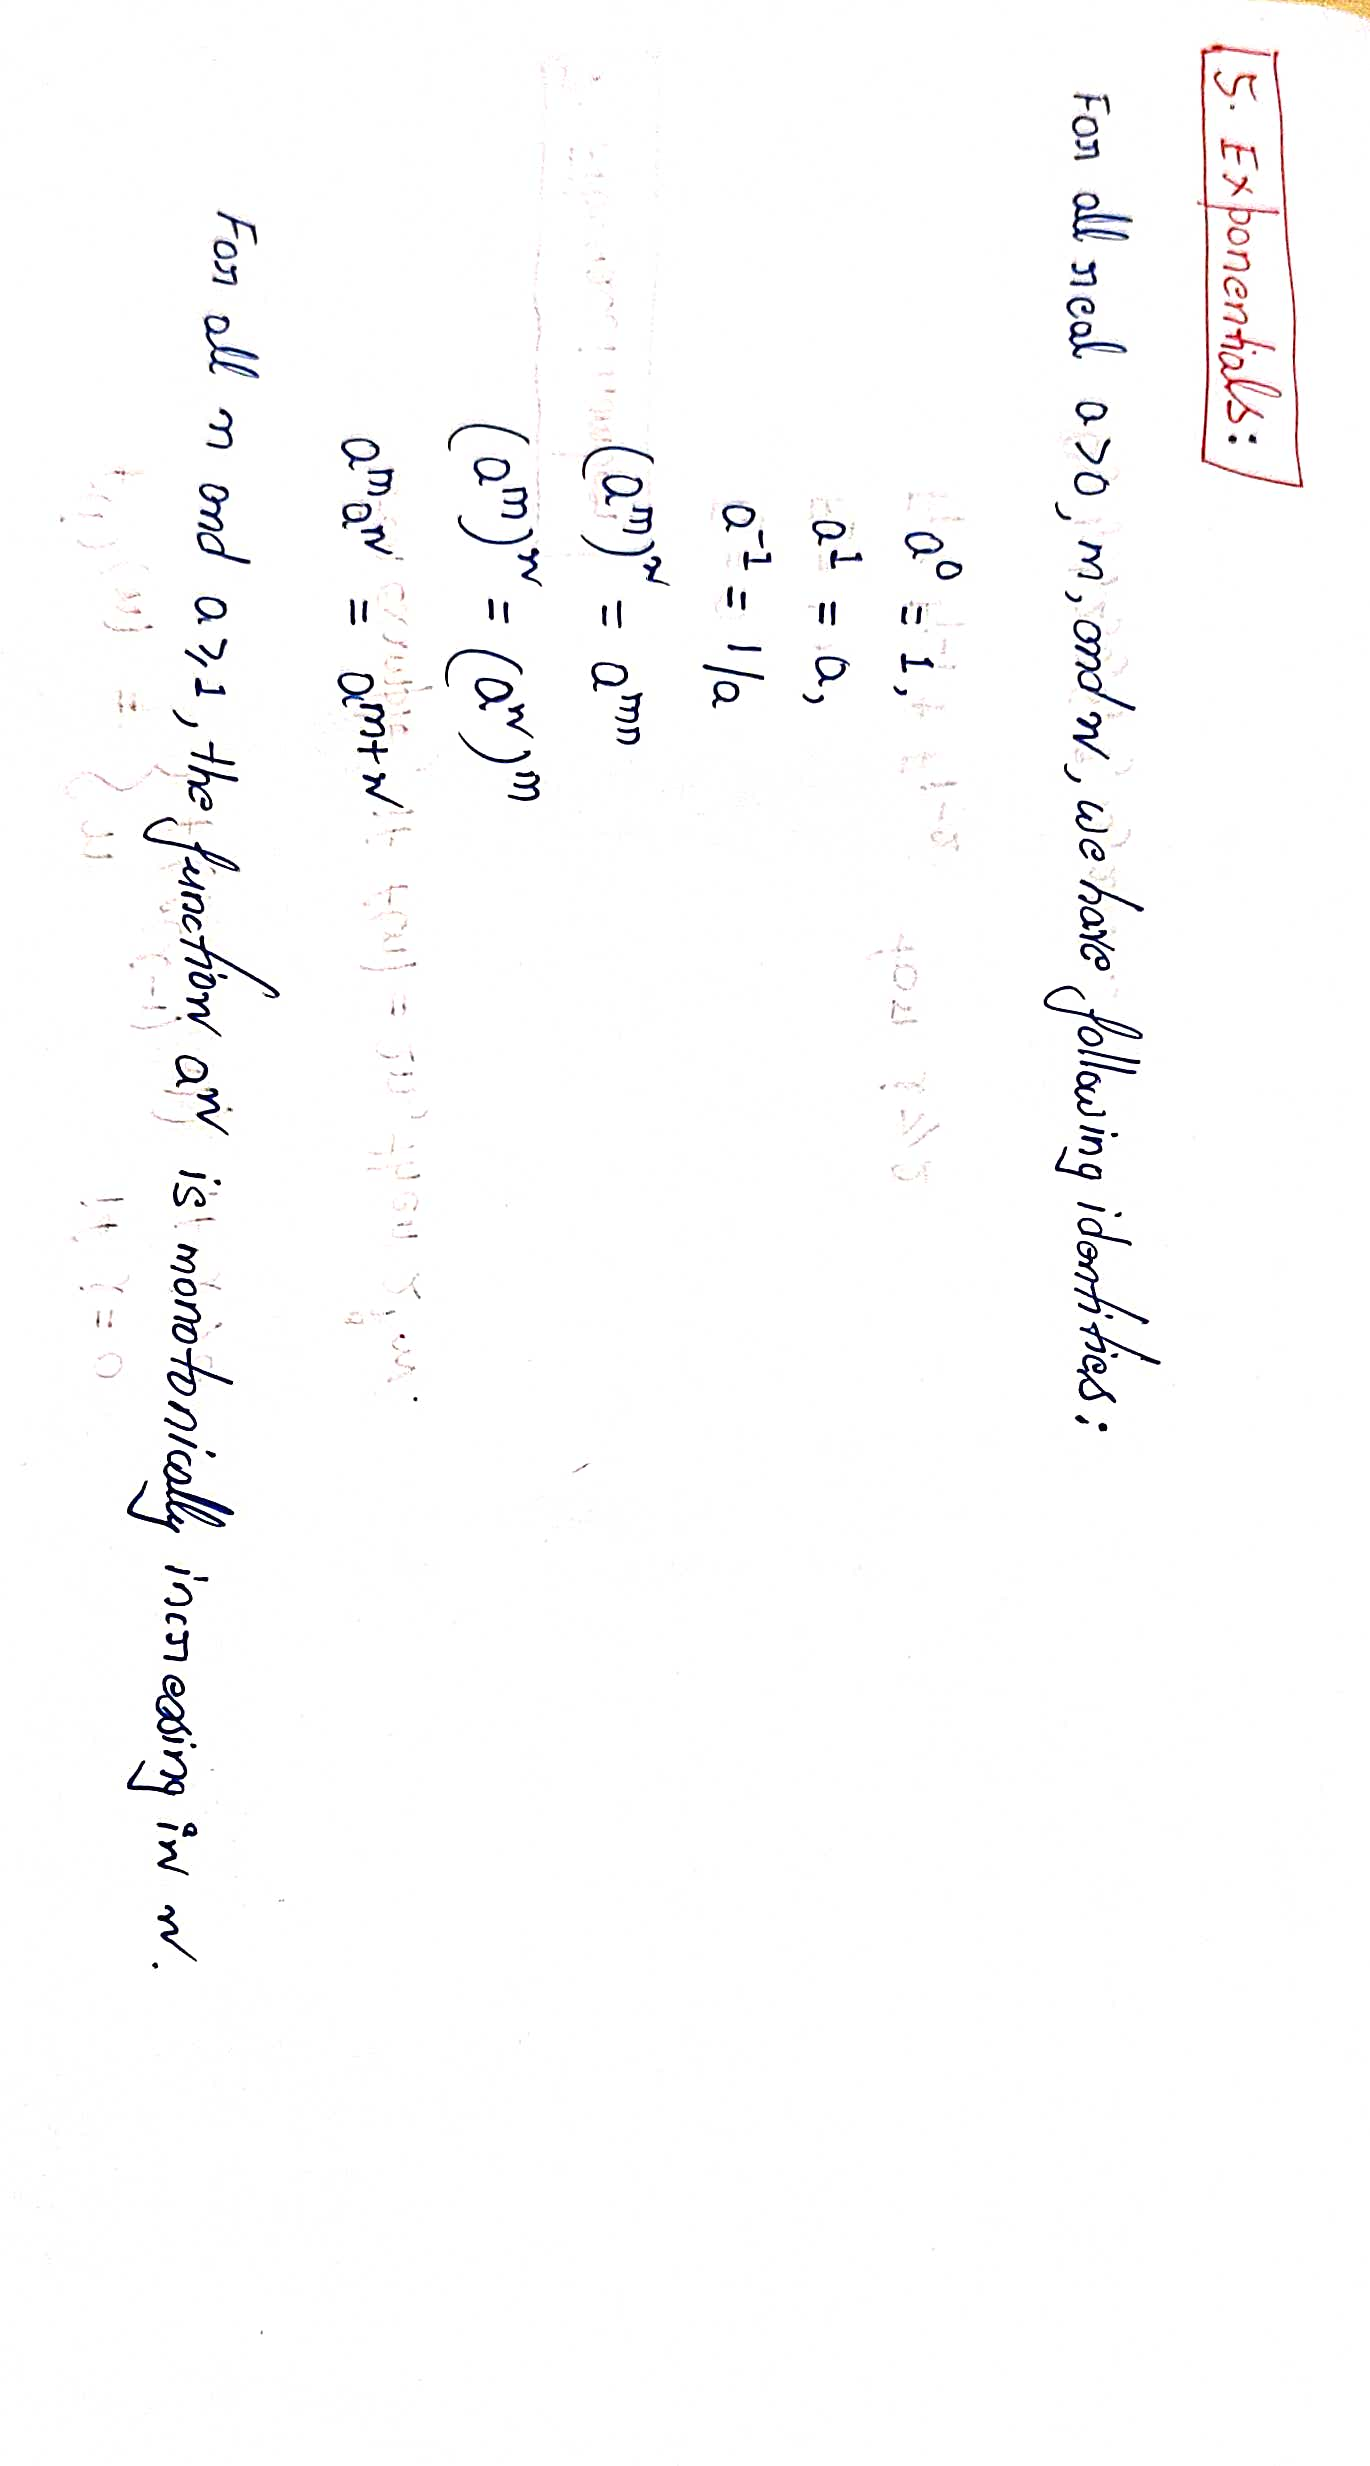 5. Exponentials:
For all real a>0, m, and n, we have following identities:
a⁰ = 1,
a¹ = a,
a⁻¹ = 1/a
(aᵐ)ⁿ = aᵐⁿ
(aᵐ)ⁿ = (aⁿ)ᵐ
aᵐaⁿ = aᵐ⁺ⁿ
For all n and a≥1, the function aⁿ is monotonically increasing in n.